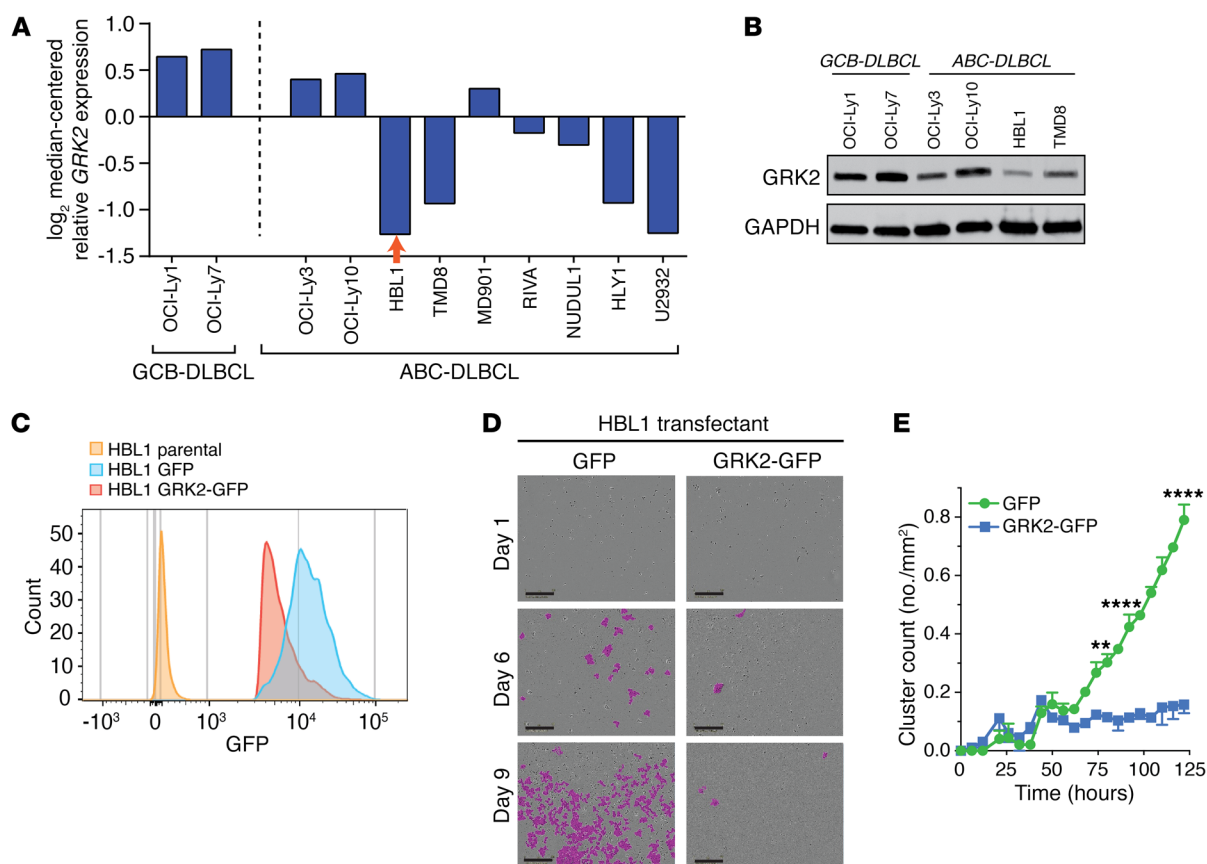 A
log2 median-centered
relative GRK2 expression
1.0
0.5
0.0
-0.5
-1.0
-1.5
OCI-Ly1
OCI-Ly7
OCI-Ly3
OCI-Ly10
HBL1
TMD8
MD901
RIVA
NUDUL1
HLY1
U2932
GCB-DLBCL
ABC-DLBCL
B
GCB-DLBCL ABC-DLBCL
OCI-Ly1
OCI-Ly7
OCI-Ly3
OCI-Ly10
HBL1
TMD8
GRK2
GAPDH
C
HBL1 parental
HBL1 GFP
HBL1 GRK2-GFP
Count
50
40
30
20
10
0
-10³ 0 10³ 10⁴ 10⁵
GFP
D
HBL1 transfectant
GFP GRK2-GFP
Day 1
Day 6
Day 9
E
GFP
GRK2-GFP
Cluster count (no./mm²)
0.8
0.6
0.4
0.2
0.0
****
****
**
0 25 50 75 100 125
Time (hours)